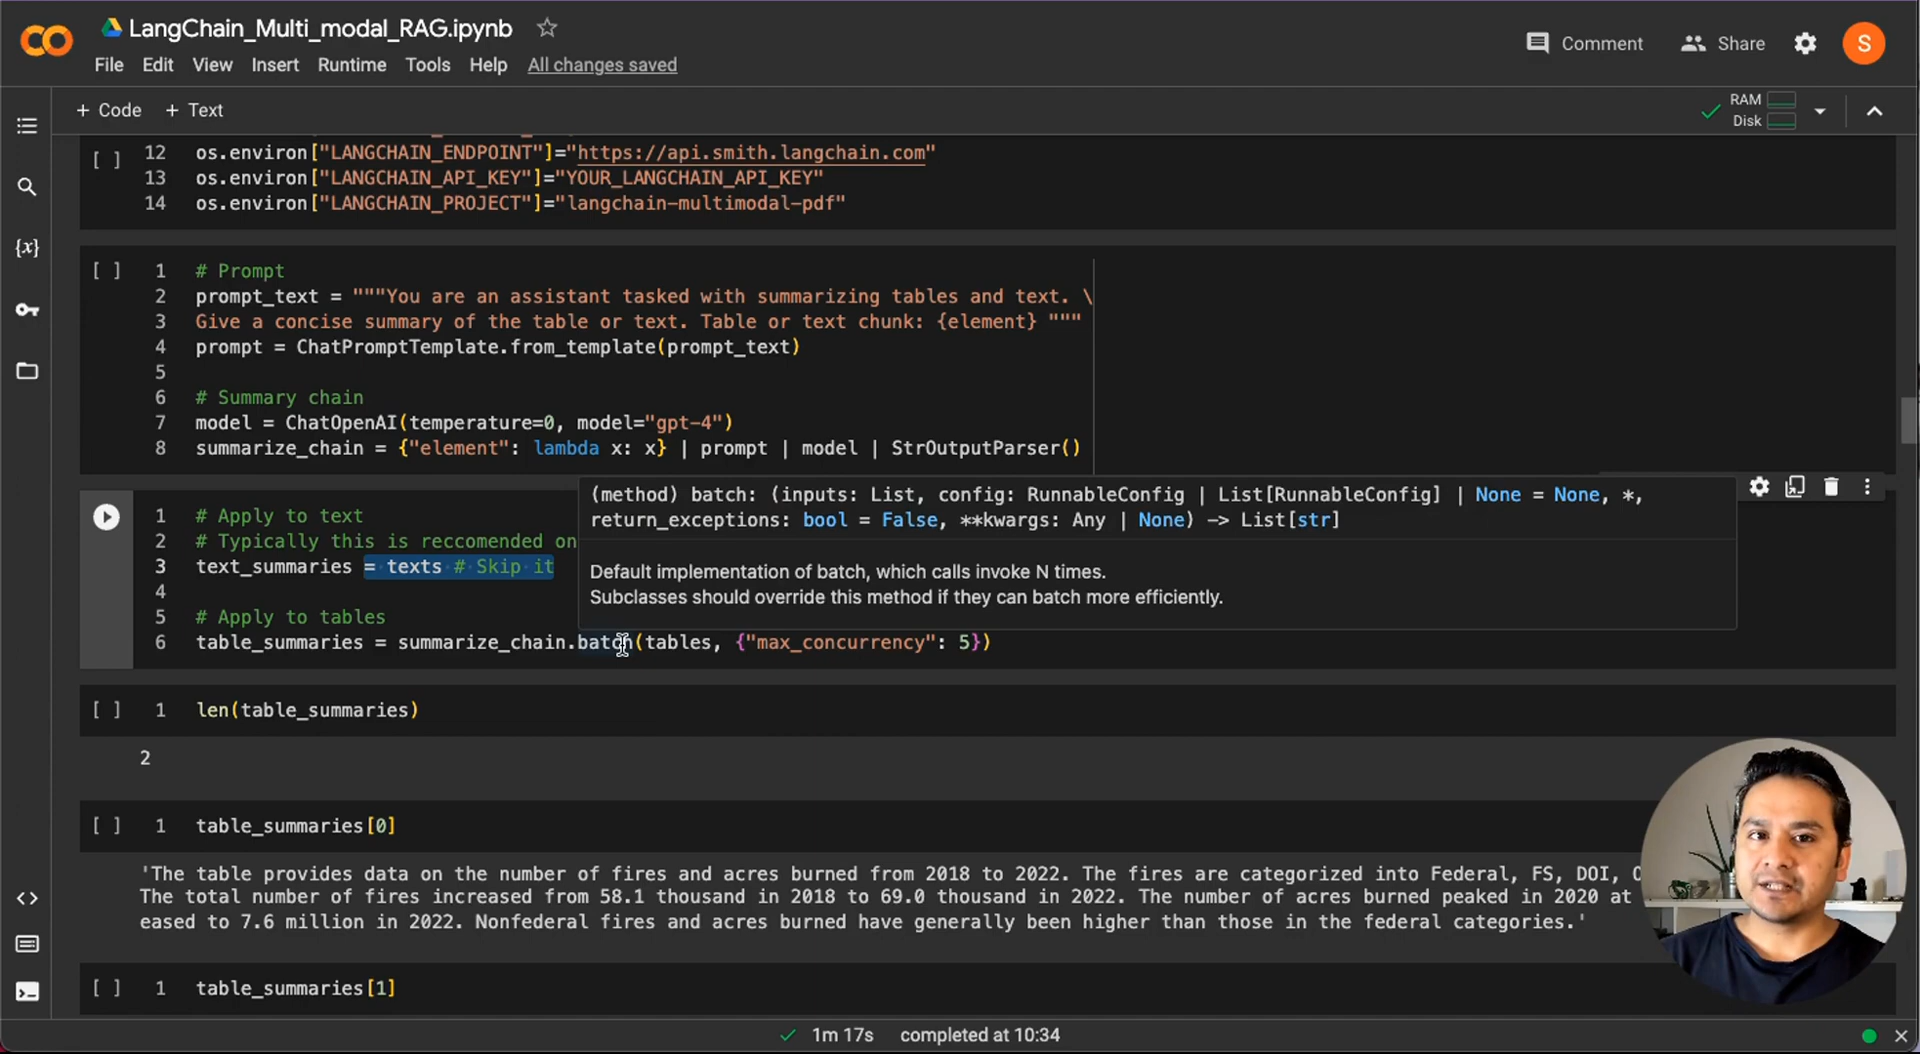 LangChain_Multi_modal_RAG.ipynb
Comment
Share
S
File Edit View Insert Runtime Tools Help All changes saved
+ Code + Text
RAM
Disk
[ ]
12 os.environ["LANGCHAIN_ENDPOINT"]="https://api.smith.langchain.com"
13 os.environ["LANGCHAIN_API_KEY"]="YOUR_LANGCHAIN_API_KEY"
14 os.environ["LANGCHAIN_PROJECT"]="langchain-multimodal-pdf"
{x}
[ ]
1 # Prompt
2 prompt_text = """You are an assistant tasked with summarizing tables and text. \
3 Give a concise summary of the table or text. Table or text chunk: {element} """
4 prompt = ChatPromptTemplate.from_template(prompt_text)
5
6 # Summary chain
7 model = ChatOpenAI(temperature=0, model="gpt-4")
8 summarize_chain = {"element": lambda x: x} | prompt | model | StrOutputParser()
(method) batch: (inputs: List, config: RunnableConfig | List[RunnableConfig] | None = None, *,
return_exceptions: bool = False, **kwargs: Any | None) -> List[str]
Default implementation of batch, which calls invoke N times.
Subclasses should override this method if they can batch more efficiently.
1 # Apply to text
2 # Typically this is reccomended on
3 text_summaries = texts # Skip it
4
5 # Apply to tables
6 table_summaries = summarize_chain.batch(tables, {"max_concurrency": 5})
[ ] 1 len(table_summaries)
2
[ ] 1 table_summaries[0]
'The table provides data on the number of fires and acres burned from 2018 to 2022. The fires are categorized into Federal, FS, DOI, O
The total number of fires increased from 58.1 thousand in 2018 to 69.0 thousand in 2022. The number of acres burned peaked in 2020 at
eased to 7.6 million in 2022. Nonfederal fires and acres burned have generally been higher than those in the federal categories.'
[ ] 1 table_summaries[1]
1m 17s completed at 10:34